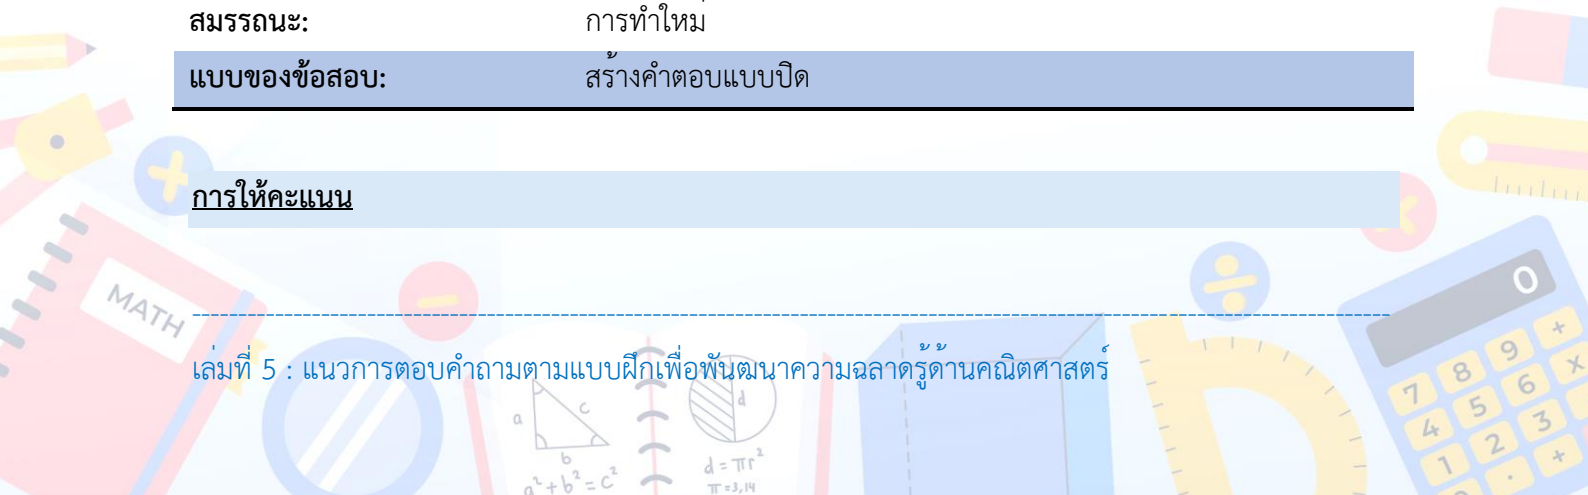 สมรรถนะ: การทำใหม่
แบบของข้อสอบ: สร้างคำตอบแบบปิด
การให้คะแนน
เล่มที่ 5 : แนวการตอบคำถามตามแบบฝึกเพื่อพัฒนาความฉลาดรู้ด้านคณิตศาสตร์
MATH
a
c
b
a²+b²=c²
d
d = πr²
π=3,14
0
7 8 9 +
4 5 6 x
1 2 3
+